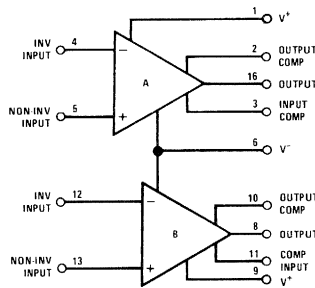 1 V+
INV INPUT 4 −
2 OUTPUT COMP
A
16 OUTPUT
NON-INV INPUT 5 +
3 INPUT COMP
6 V−
INV INPUT 12 −
10 OUTPUT COMP
B
8 OUTPUT
11 COMP INPUT
NON-INV INPUT 13 +
9 V+